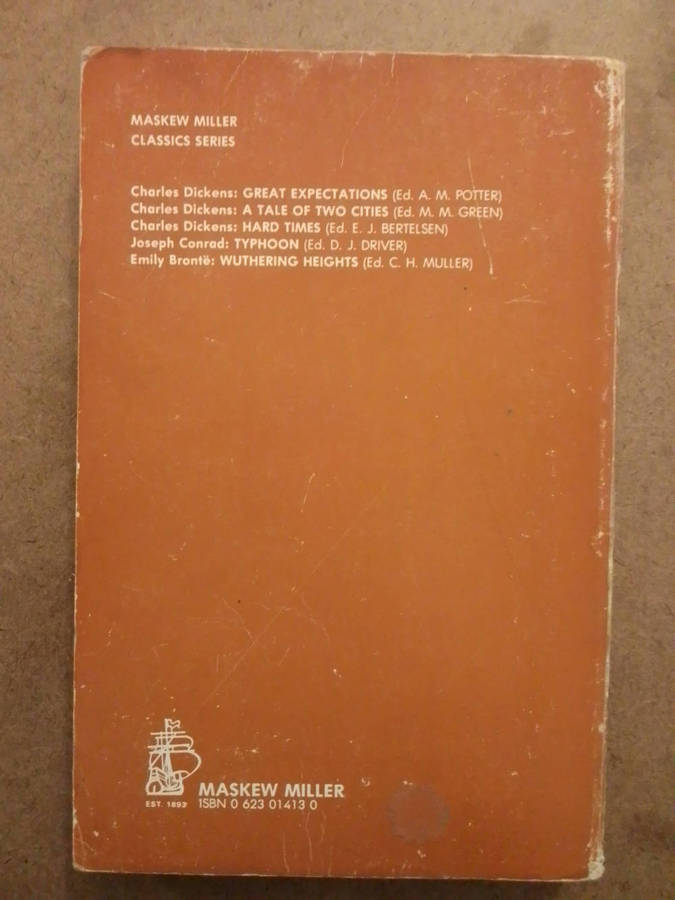 MASKEW MILLER
CLASSICS SERIES
Charles Dickens: GREAT EXPECTATIONS (Ed. A. M. POTTER)
Charles Dickens: A TALE OF TWO CITIES (Ed. M. M. GREEN)
Charles Dickens: HARD TIMES (Ed. E. J. BERTELSEN)
Joseph Conrad: TYPHOON (Ed. D. J. DRIVER)
Emily Brontë: WUTHERING HEIGHTS (Ed. C. H. MULLER)
EST. 1893
MASKEW MILLER
ISBN 0 623 01413 0